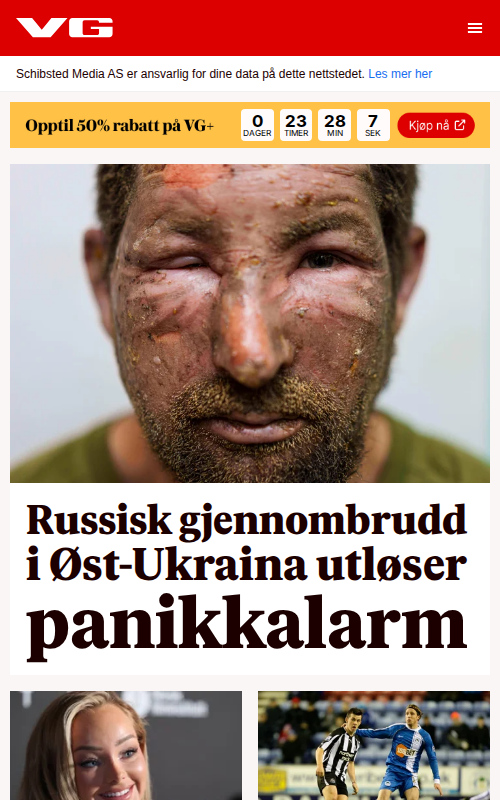 VG
Schibsted Media AS er ansvarlig for dine data på dette nettstedet. Les mer her
Opptil 50% rabatt på VG+
0 23 28 7
DAGER TIMER MIN SEK
Kjøp nå
Russisk gjennombrudd
i Øst-Ukraina utløser
panikkalarm